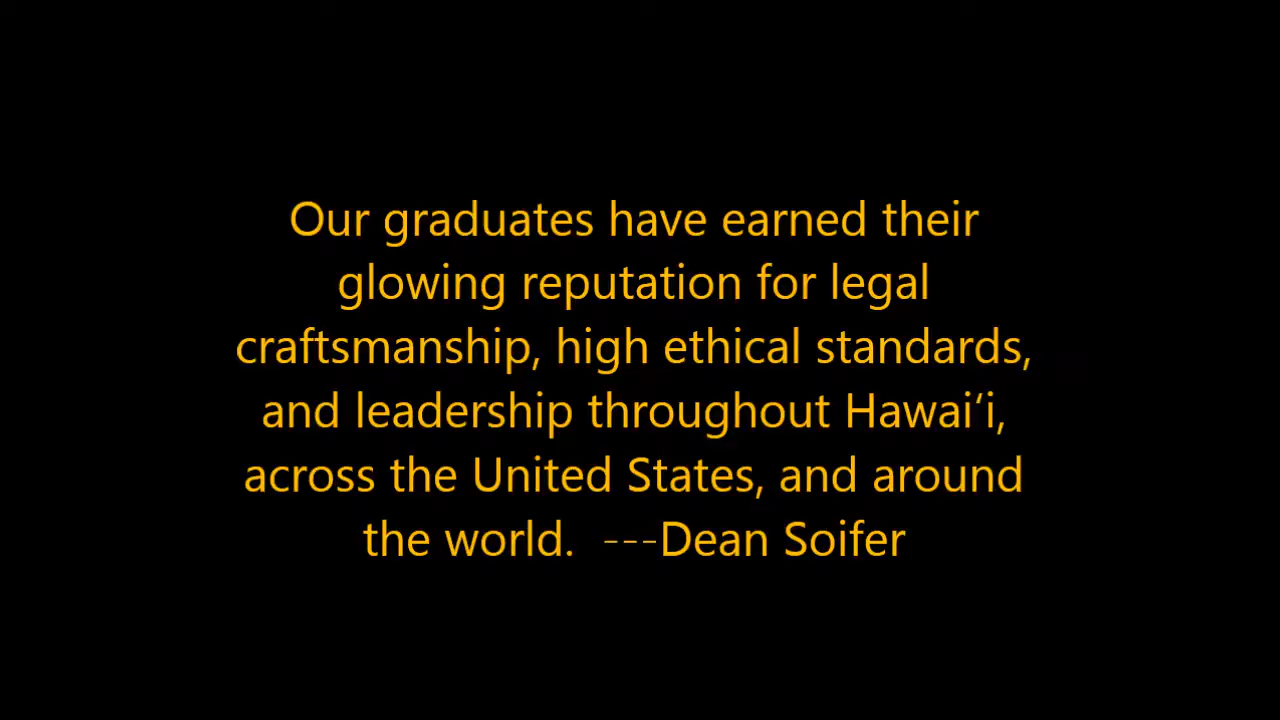 Our graduates have earned their
glowing reputation for legal
craftsmanship, high ethical standards,
and leadership throughout Hawai‘i,
across the United States, and around
the world.  ---Dean Soifer